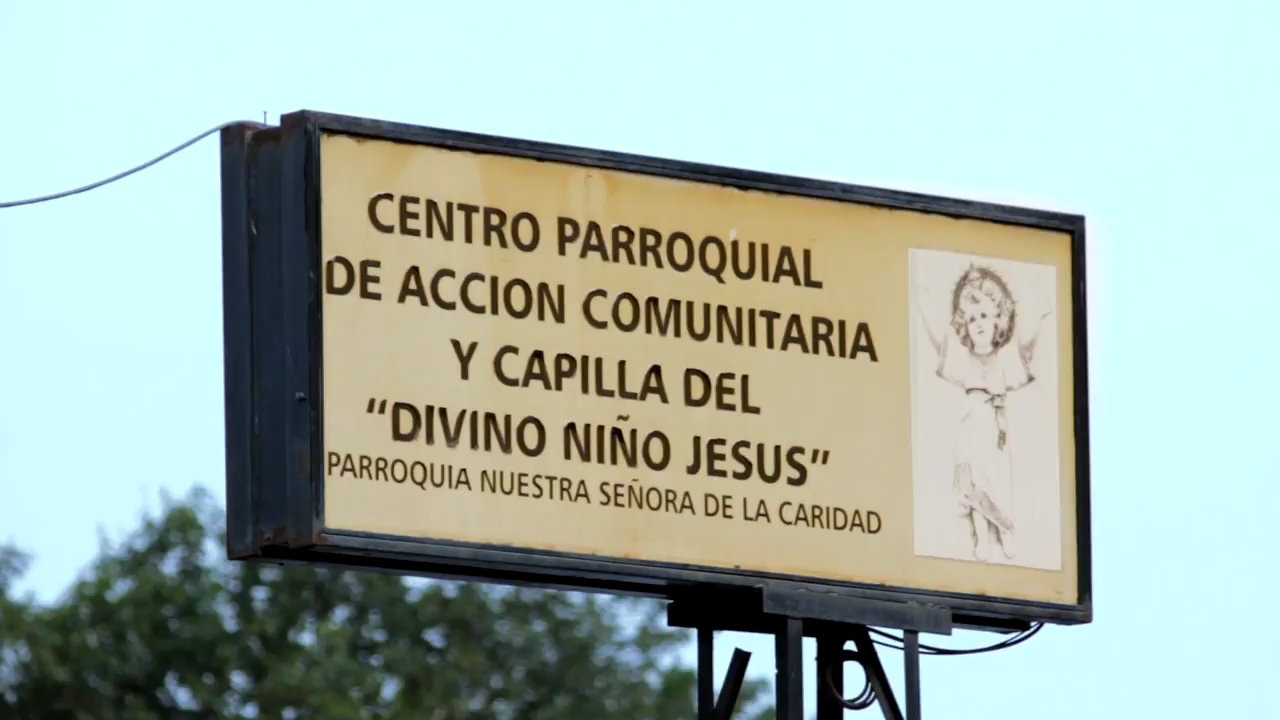 CENTRO PARROQUIAL
DE ACCION COMUNITARIA
Y CAPILLA DEL
“DIVINO NIÑO JESUS”
PARROQUIA NUESTRA SEÑORA DE LA CARIDAD